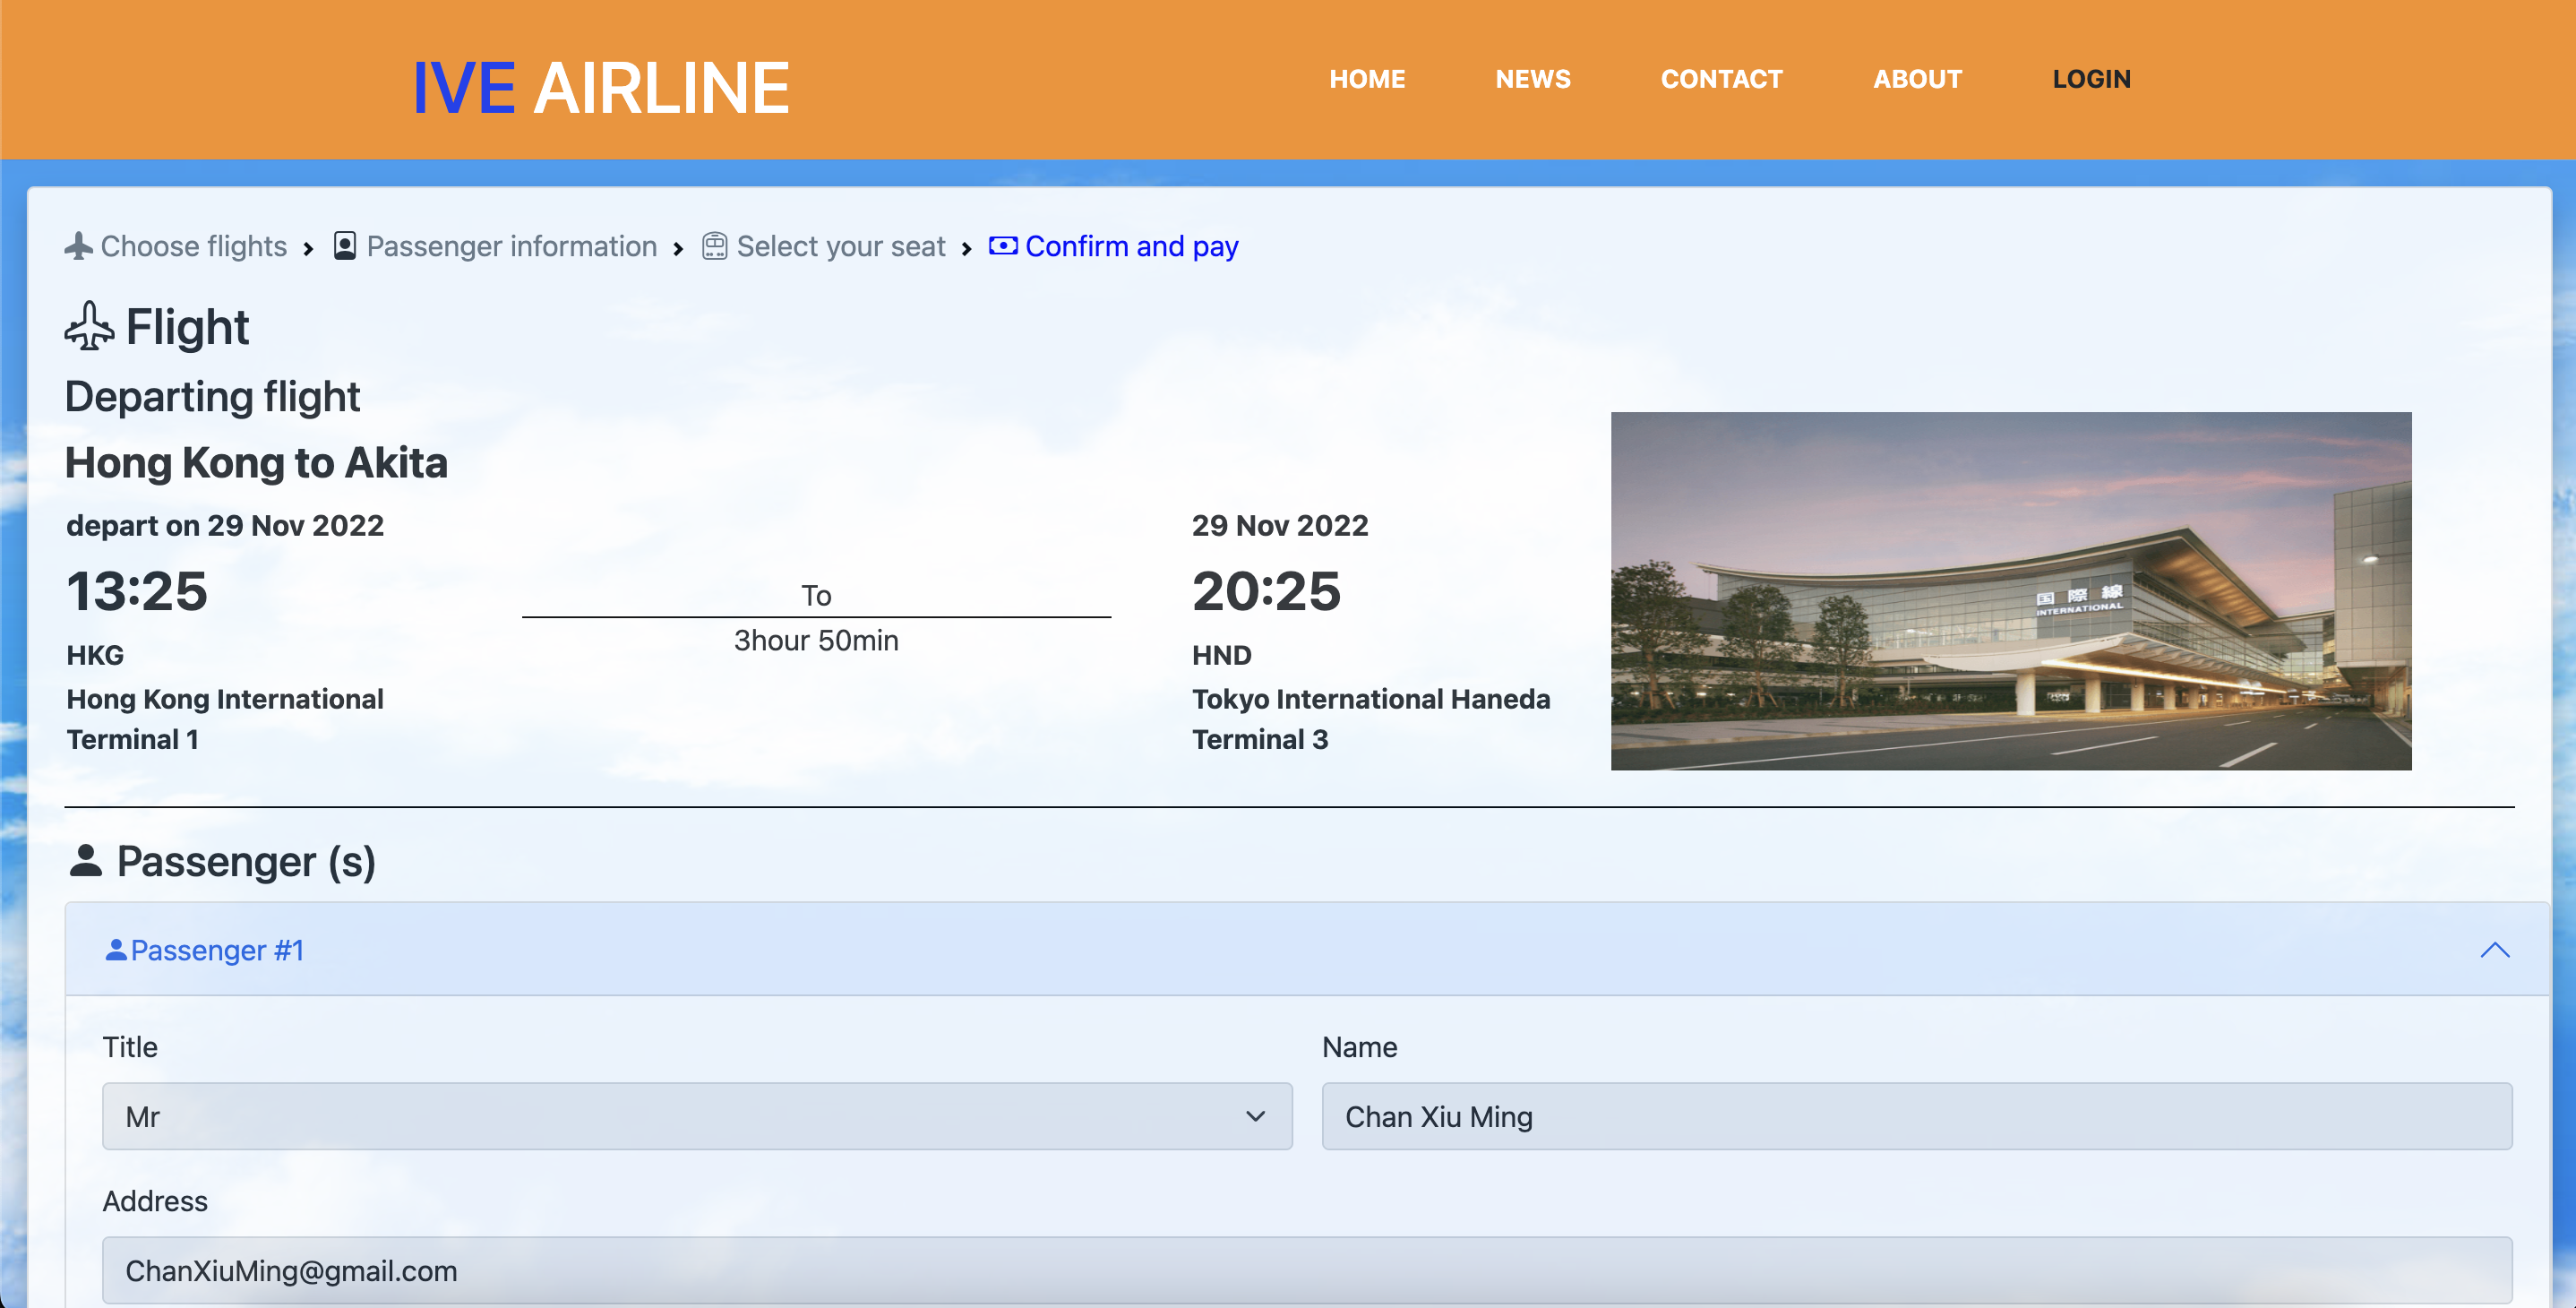 IVE AIRLINE
HOME NEWS CONTACT ABOUT LOGIN
Choose flights › Passenger information › Select your seat › Confirm and pay
Flight
Departing flight
Hong Kong to Akita
depart on 29 Nov 2022
13:25
HKG
Hong Kong International
Terminal 1
To
3hour 50min
29 Nov 2022
20:25
HND
Tokyo International Haneda
Terminal 3
国際線
INTERNATIONAL
Passenger (s)
Passenger #1
Title
Mr
Name
Chan Xiu Ming
Address
ChanXiuMing@gmail.com